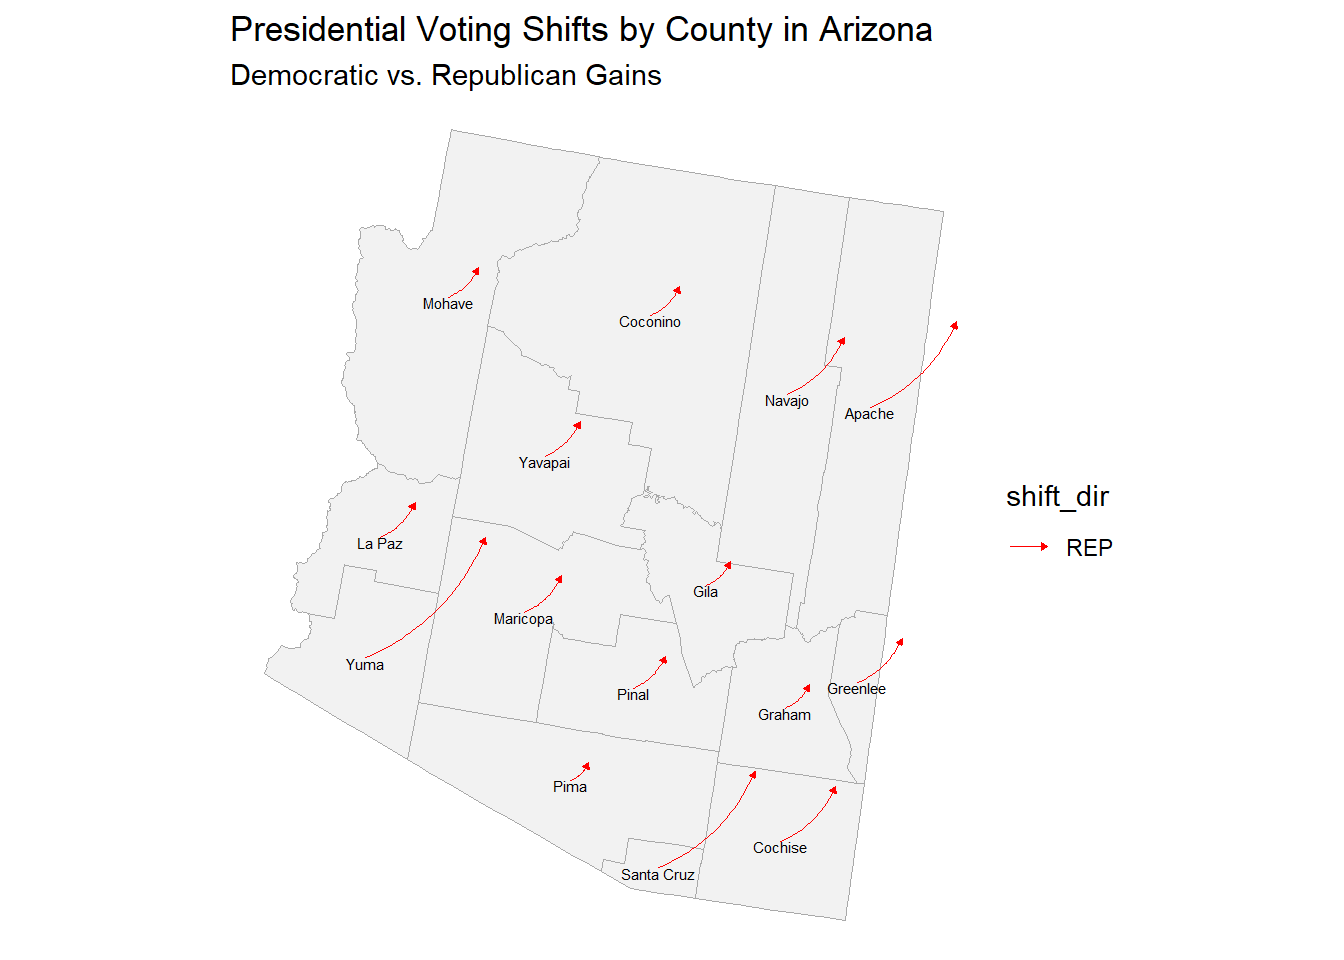 Presidential Voting Shifts by County in Arizona
Democratic vs. Republican Gains
Mohave
Coconino
Navajo
Apache
Yavapai
shift_dir
REP
La Paz
Gila
Maricopa
Yuma
Greenlee
Pinal
Graham
Pima
Cochise
Santa Cruz